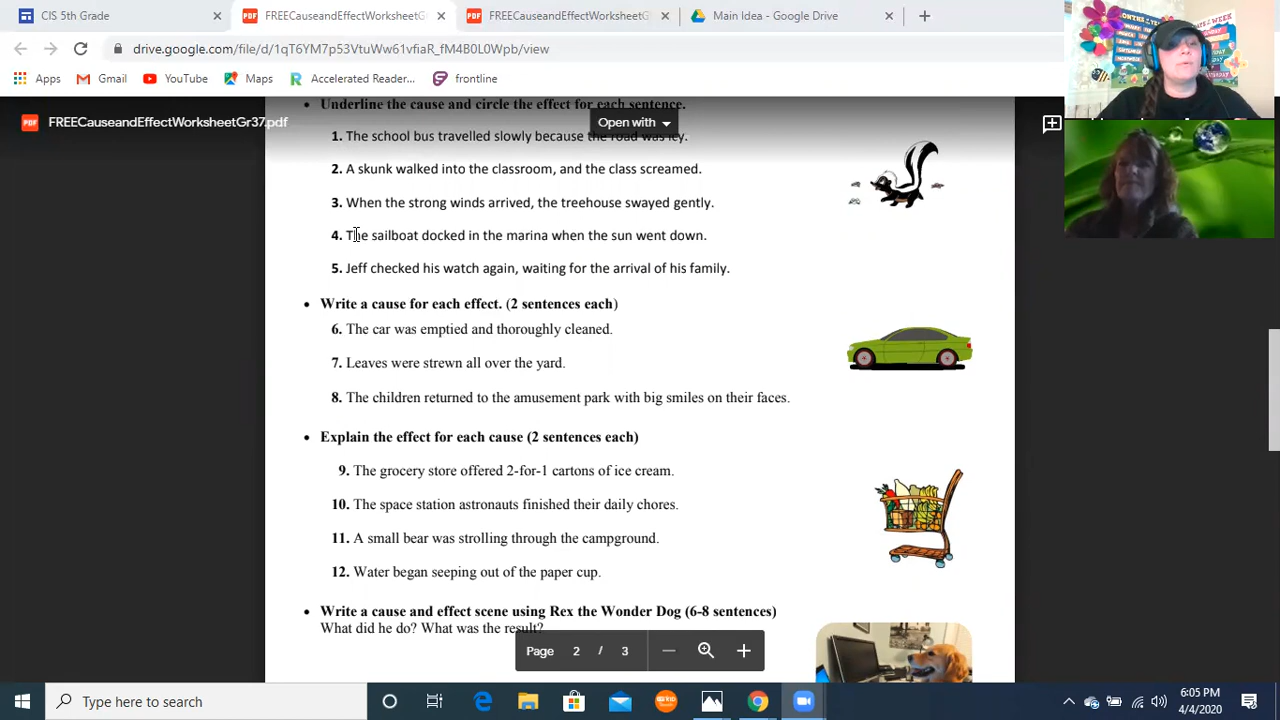 CIS 5th Grade
FREECauseandEffectWorksheetGr
FREECauseandEffectWorksheetGr
Main Idea - Google Drive
drive.google.com/file/d/
/view
Apps
Gmail
YouTube
Maps
Accelerated Reader...
frontline
FREECauseandEffectWorksheetGr37.pdf
Open with
• Underline the cause and circle the effect for each sentence.
1. The school bus travelled slowly because the road was icy.
2. A skunk walked into the classroom, and the class screamed.
3. When the strong winds arrived, the treehouse swayed gently.
4. The sailboat docked in the marina when the sun went down.
5. Jeff checked his watch again, waiting for the arrival of his family.
• Write a cause for each effect. (2 sentences each)
6. The car was emptied and thoroughly cleaned.
7. Leaves were strewn all over the yard.
8. The children returned to the amusement park with big smiles on their faces.
• Explain the effect for each cause (2 sentences each)
9. The grocery store offered 2-for-1 cartons of ice cream.
10. The space station astronauts finished their daily chores.
11. A small bear was strolling through the campground.
12. Water began seeping out of the paper cup.
• Write a cause and effect scene using Rex the Wonder Dog (6-8 sentences)
What did he do? What was the result?
Page 2 / 3
Type here to search
6:05 PM
4/4/2020